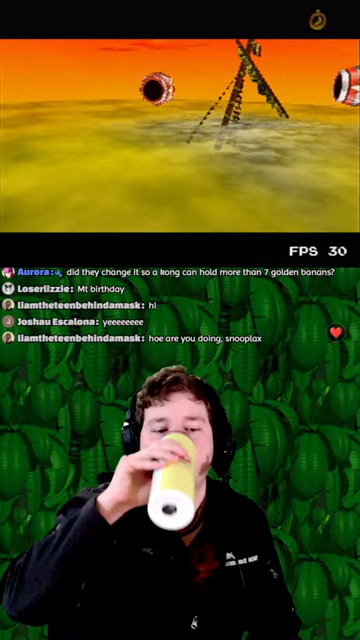 FPS 30
Aurora: did they change it so a kong can hold more than 7 golden banans?
Loserlizzie: Mt birthday
liamtheteenbehindamask: hi
Joshau Escalona: yeeeeeeee
liamtheteenbehindamask: hoe are you doing, snooplax